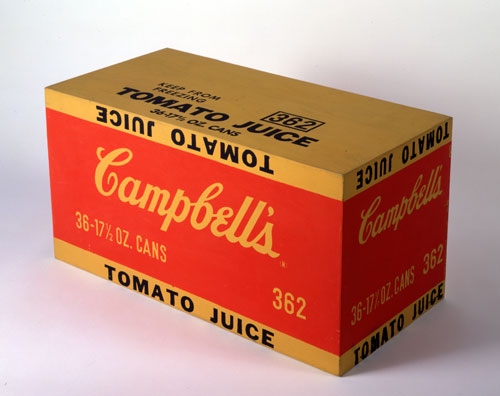 KEEP FROM
FREEZING
TOMATO JUICE
36-17½ OZ. CANS
362
TOMATO JUICE
Campbell's
36-17½ OZ. CANS
362
TOMATO JUICE
TOMATO JUICE
Campbell's
36-17½ OZ. CANS 362
TOMATO JUICE